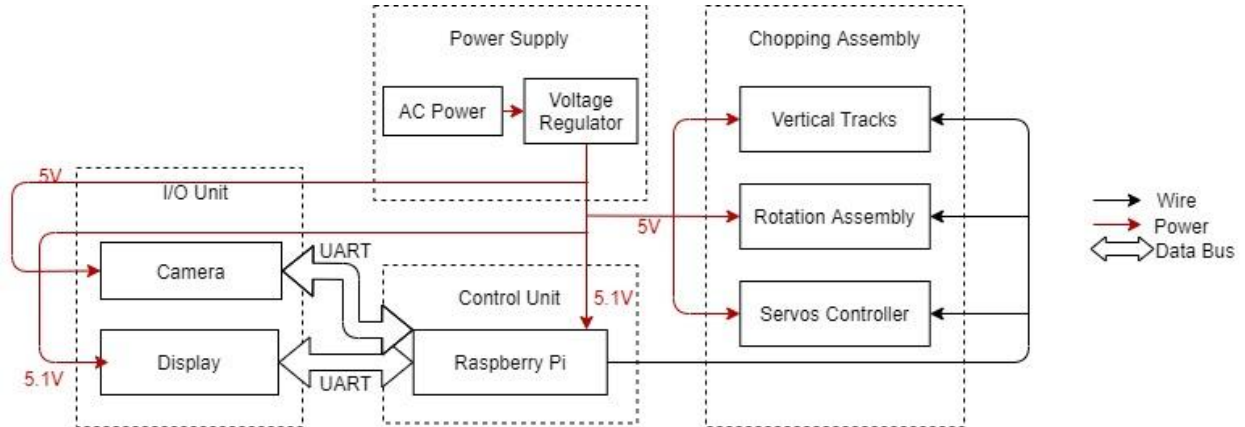 Power Supply
Chopping Assembly
AC Power
Voltage
Regulator
Vertical Tracks
5V
I/O Unit
Rotation Assembly
5V
Wire
Power
Data Bus
UART
Camera
Control Unit
5.1V
Servos Controller
Display
Raspberry Pi
5.1V
UART